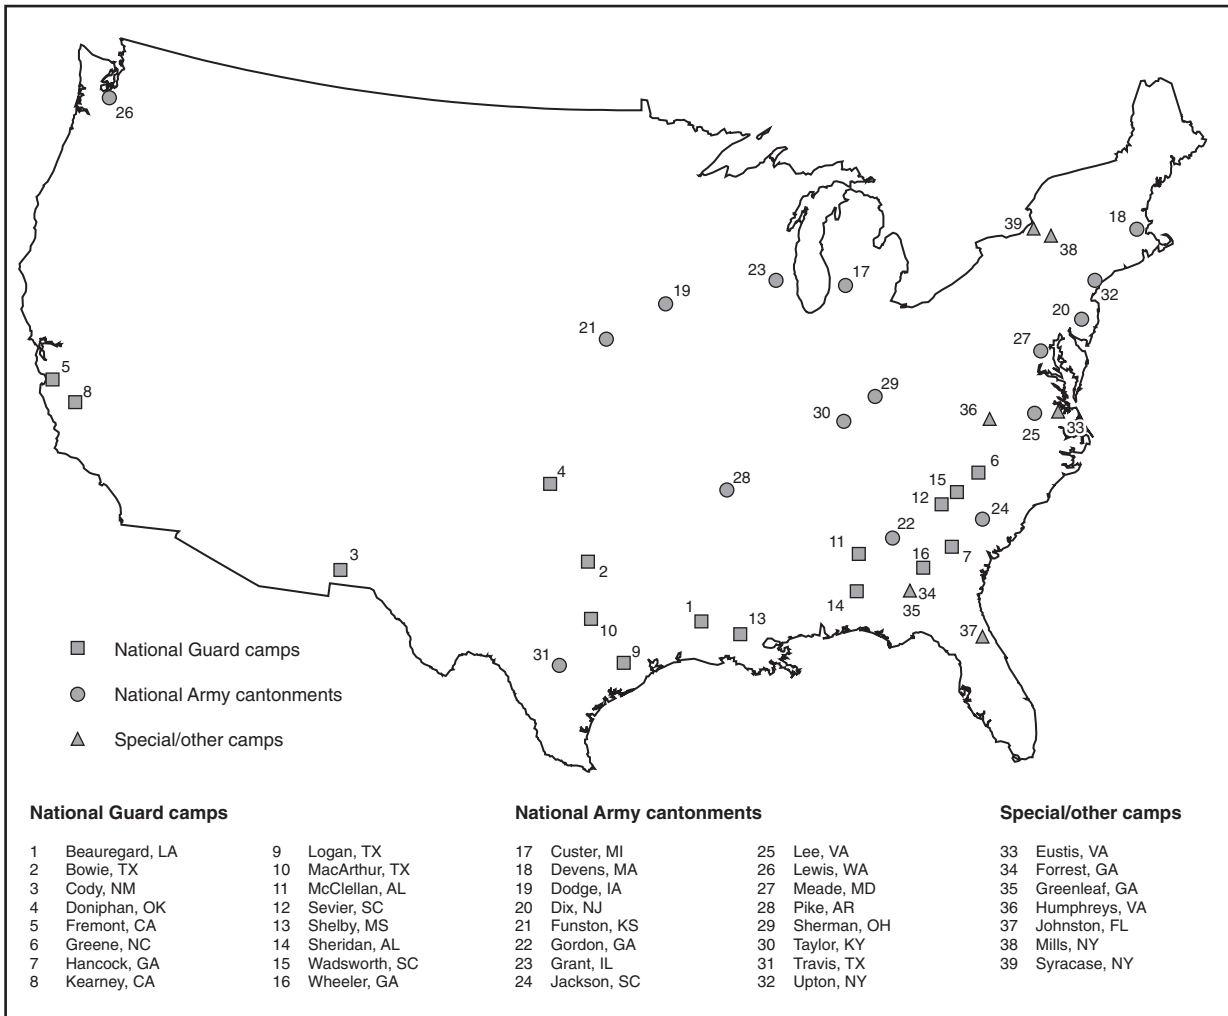 26
39
18
38
23
17
19
32
20
21
27
5
8
29
30
36
25
33
6
4
28
15
12
24
22
11
7
3
2
16
14
34
35
1
10
13
37
9
31
National Guard camps
National Army cantonments
Special/other camps
National Guard camps
1 Beauregard, LA
2 Bowie, TX
3 Cody, NM
4 Doniphan, OK
5 Fremont, CA
6 Greene, NC
7 Hancock, GA
8 Kearney, CA
9 Logan, TX
10 MacArthur, TX
11 McClellan, AL
12 Sevier, SC
13 Shelby, MS
14 Sheridan, AL
15 Wadsworth, SC
16 Wheeler, GA
National Army cantonments
17 Custer, MI
18 Devens, MA
19 Dodge, IA
20 Dix, NJ
21 Funston, KS
22 Gordon, GA
23 Grant, IL
24 Jackson, SC
25 Lee, VA
26 Lewis, WA
27 Meade, MD
28 Pike, AR
29 Sherman, OH
30 Taylor, KY
31 Travis, TX
32 Upton, NY
Special/other camps
33 Eustis, VA
34 Forrest, GA
35 Greenleaf, GA
36 Humphreys, VA
37 Johnston, FL
38 Mills, NY
39 Syracase, NY